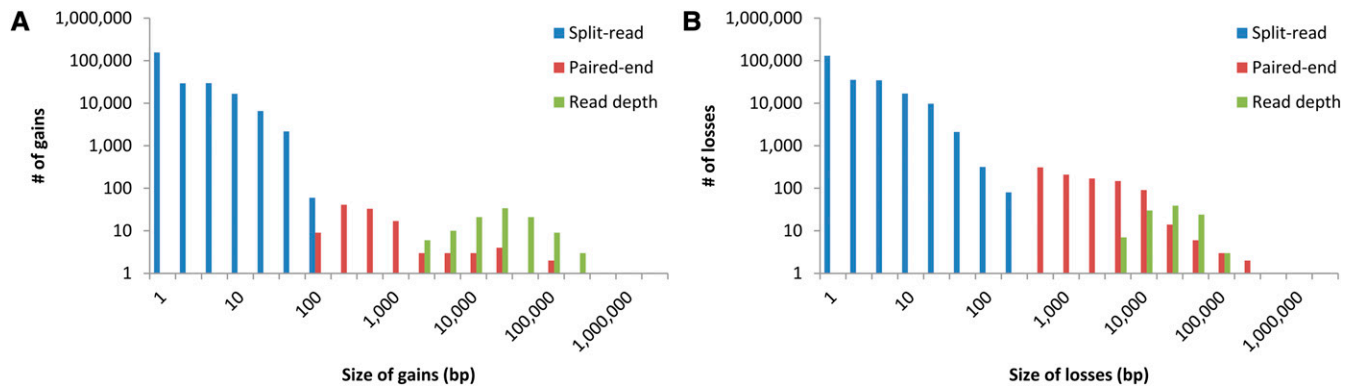 A
1,000,000
100,000
10,000
1,000
100
10
1
# of gains
Split-read
Paired-end
Read depth
1
10
100
1,000
10,000
100,000
1,000,000
Size of gains (bp)
B
1,000,000
100,000
10,000
1,000
100
10
1
# of losses
Split-read
Paired-end
Read depth
1
10
100
1,000
10,000
100,000
1,000,000
Size of losses (bp)